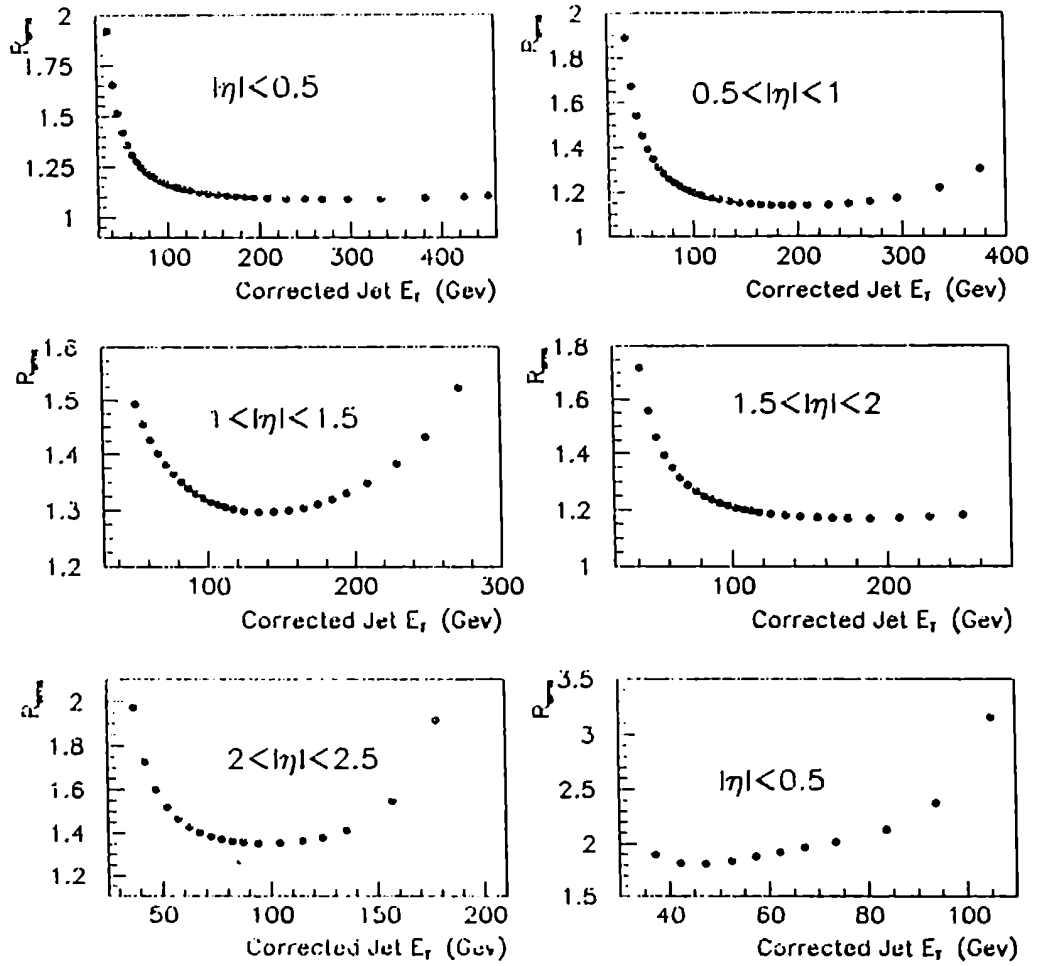 2
1.75
1.5
1.25
1
|η|<0.5
100 200 300 400
Corrected Jet E_T (Gev)
2
1.8
1.6
1.4
1.2
1
0.5<|η|<1
100 200 300 400
Corrected Jet E_T (Gev)
1.6
1.5
1.4
1.3
1.2
1<|η|<1.5
100 200 300
Corrected Jet E_T (Gev)
1.8
1.6
1.4
1.2
1
1.5<|η|<2
100 200
Corrected Jet E_T (Gev)
2
1.8
1.6
1.4
1.2
2<|η|<2.5
50 100 150 200
Corrected Jet E_T (Gev)
3.5
3
2.5
2
1.5
|η|<0.5
40 60 80 100
Corrected Jet E_T (Gev)